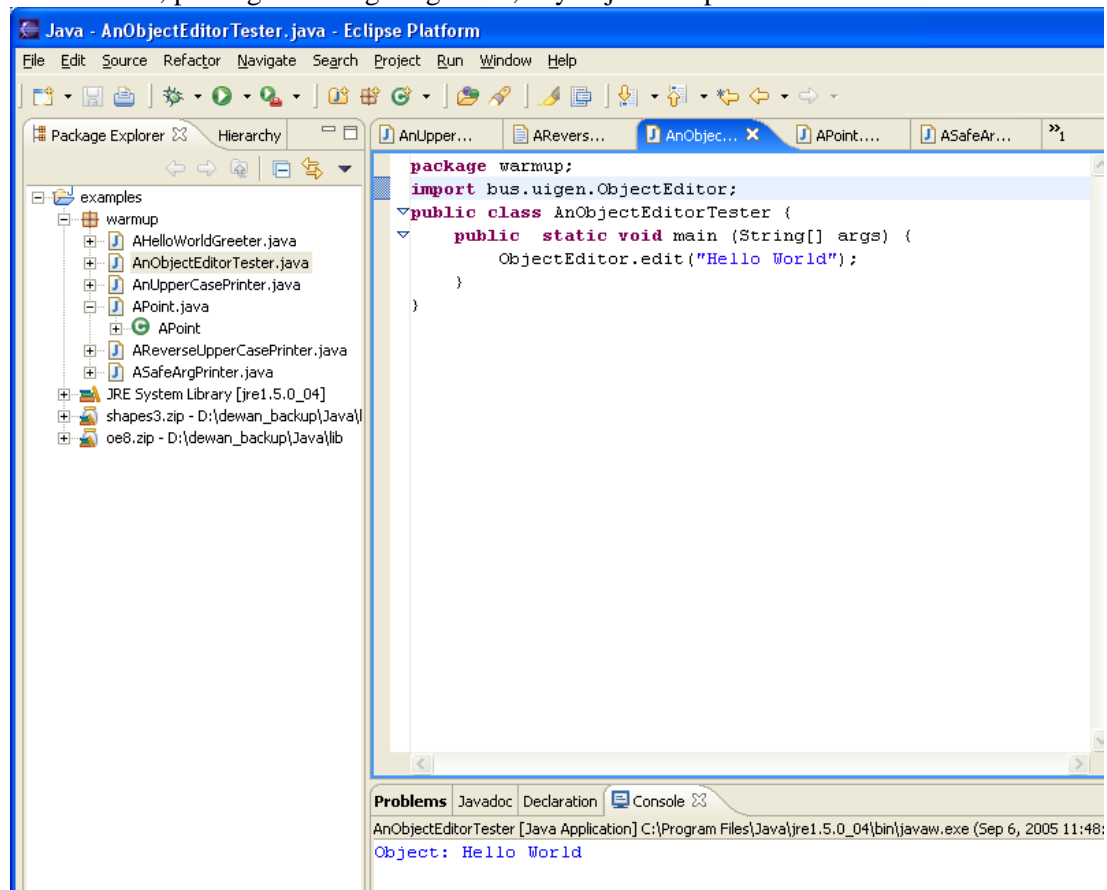 Java - AnObjectEditorTester.java - Eclipse Platform
File Edit Source Refactor Navigate Search Project Run Window Help
Package Explorer Hierarchy
AnUpper... ARevers... AnObjec... APoint.... ASafeAr... »1
examples
warmup
AHelloWorldGreeter.java
AnObjectEditorTester.java
AnUpperCasePrinter.java
APoint.java
APoint
AReverseUpperCasePrinter.java
ASafeArgPrinter.java
JRE System Library [jre1.5.0_04]
shapes3.zip - D:\dewan_backup\Java\l
oe8.zip - D:\dewan_backup\Java\lib
package warmup;
import bus.uigen.ObjectEditor;
public class AnObjectEditorTester {
public static void main (String[] args) {
ObjectEditor.edit("Hello World");
}
}
Problems Javadoc Declaration Console
AnObjectEditorTester [Java Application] C:\Program Files\Java\jre1.5.0_04\bin\javaw.exe (Sep 6, 2005 11:48:
Object: Hello World